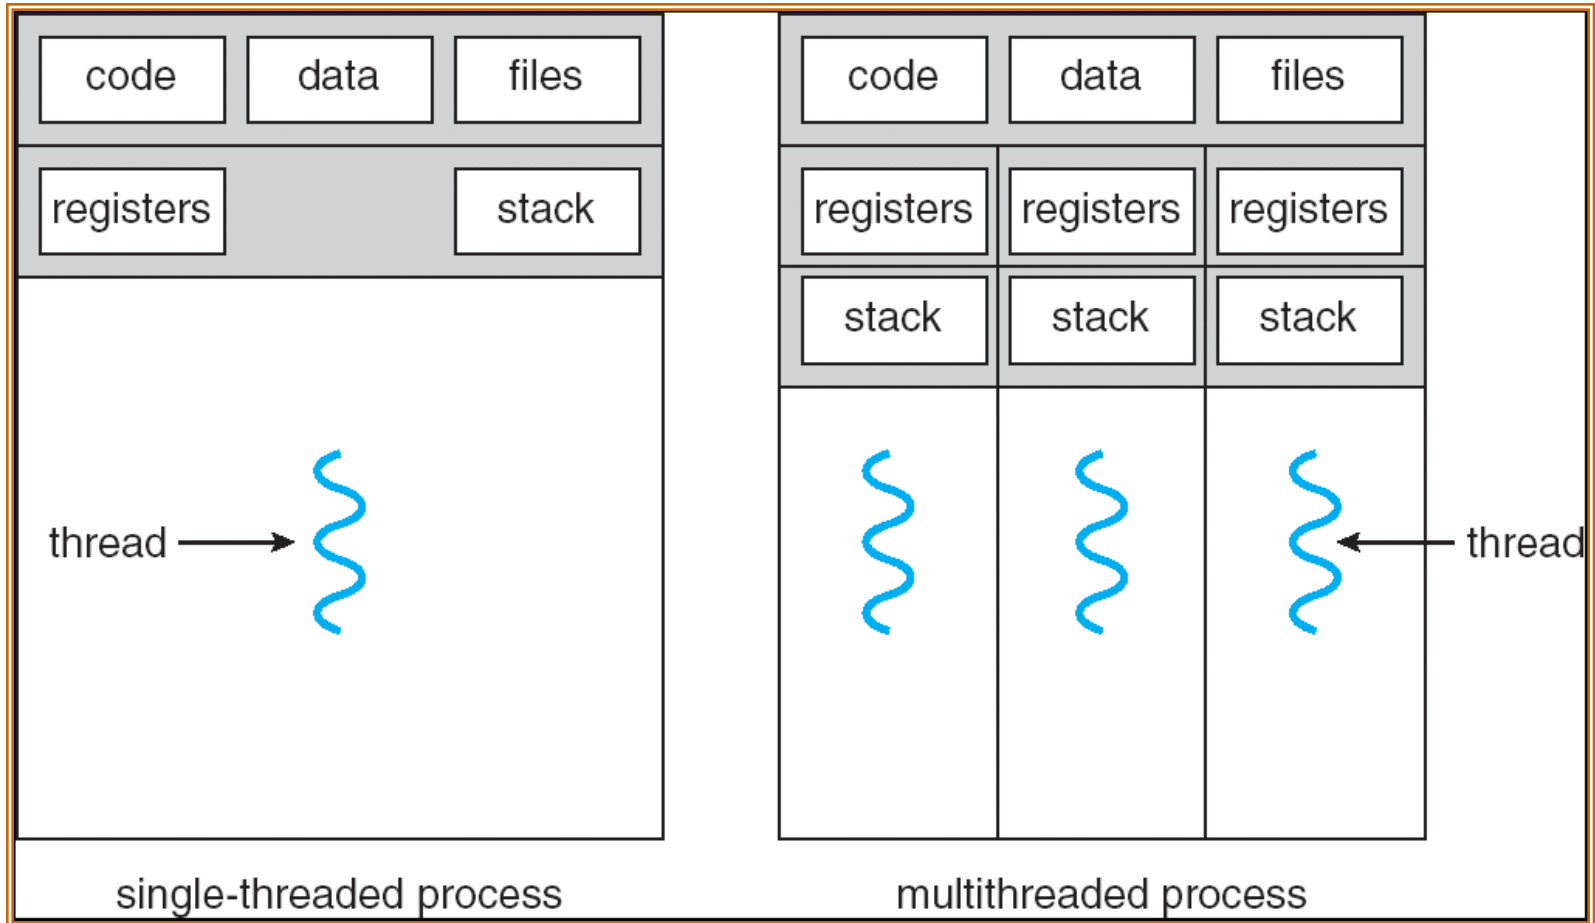 code data files
registers stack
thread
single-threaded process
code data files
registers registers registers
stack stack stack
thread
multithreaded process